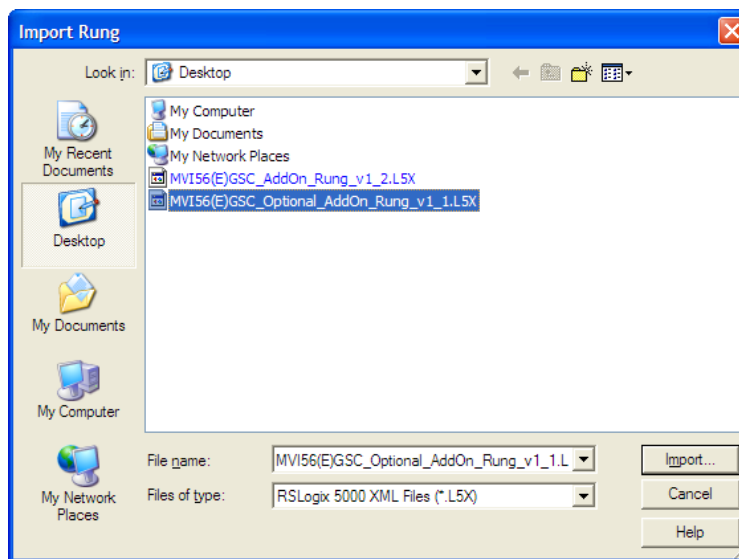 Import Rung
Look in: Desktop
My Computer
My Documents
My Network Places
MVI56(E)GSC_AddOn_Rung_v1_2.L5X
MVI56(E)GSC_Optional_AddOn_Rung_v1_1.L5X
My Recent
Documents
Desktop
My Documents
My Computer
My Network
Places
File name: MVI56(E)GSC_Optional_AddOn_Rung_v1_1.L Import...
Files of type: RSLogix 5000 XML Files (*.L5X) Cancel
Help